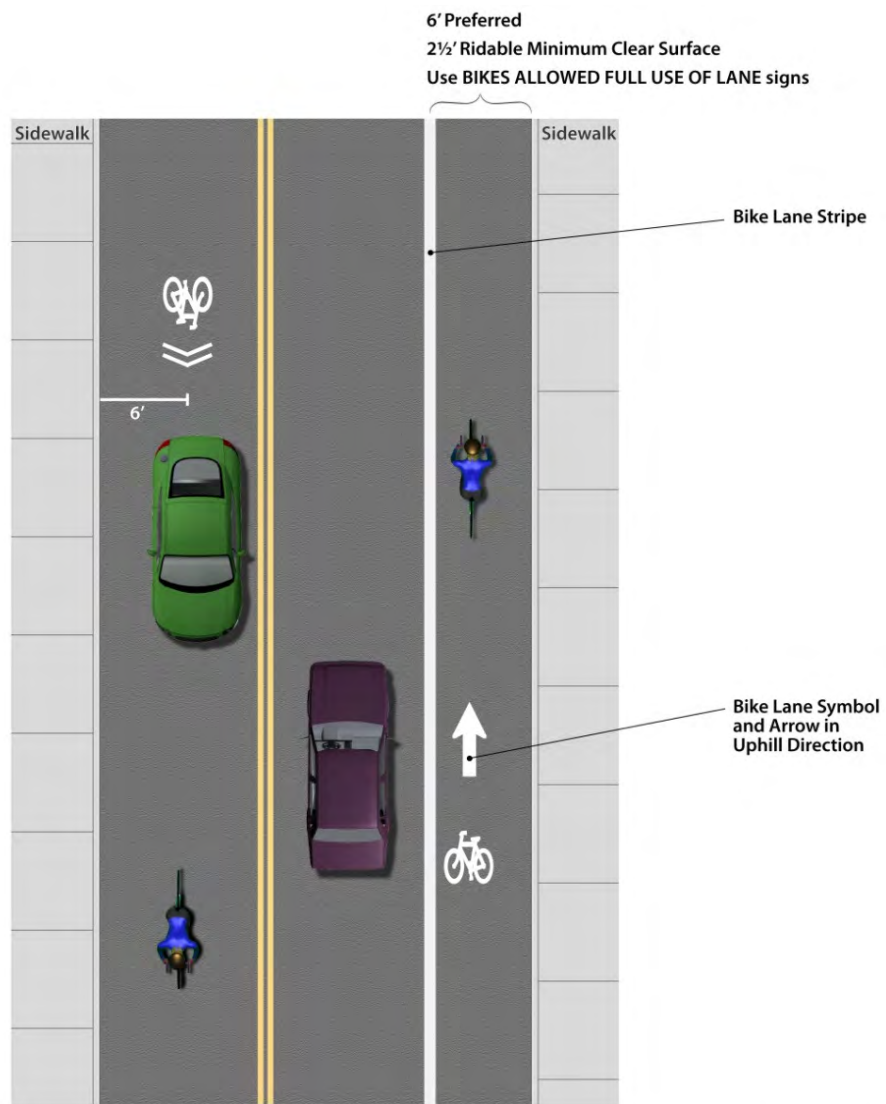 6’ Preferred
2½’ Ridable Minimum Clear Surface
Use BIKES ALLOWED FULL USE OF LANE signs
Sidewalk
Sidewalk
Bike Lane Stripe
6’
Bike Lane Symbol
and Arrow in
Uphill Direction